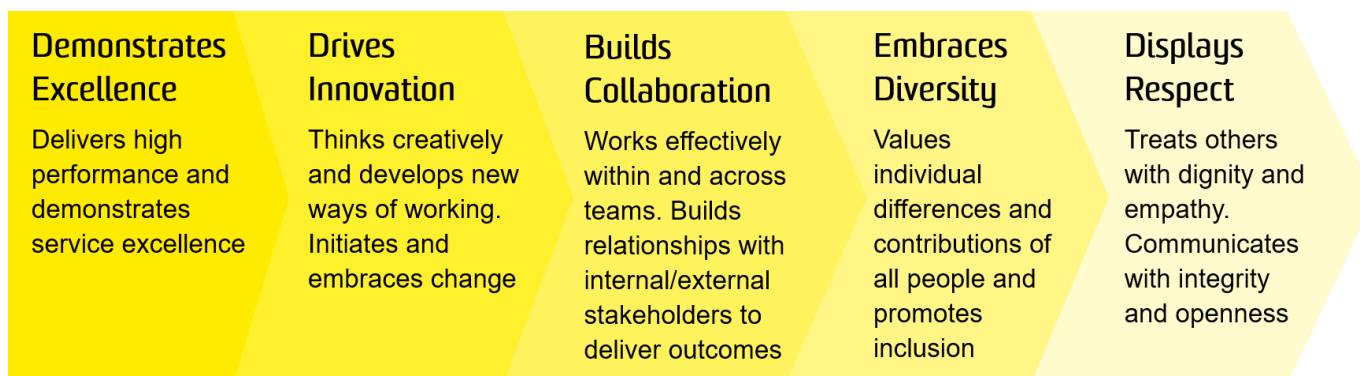 Demonstrates
Excellence
Delivers high
performance and
demonstrates
service excellence
Drives
Innovation
Thinks creatively
and develops new
ways of working.
Initiates and
embraces change
Builds
Collaboration
Works effectively
within and across
teams. Builds
relationships with
internal/external
stakeholders to
deliver outcomes
Embraces
Diversity
Values
individual
differences and
contributions of
all people and
promotes
inclusion
Displays
Respect
Treats others
with dignity and
empathy.
Communicates
with integrity
and openness